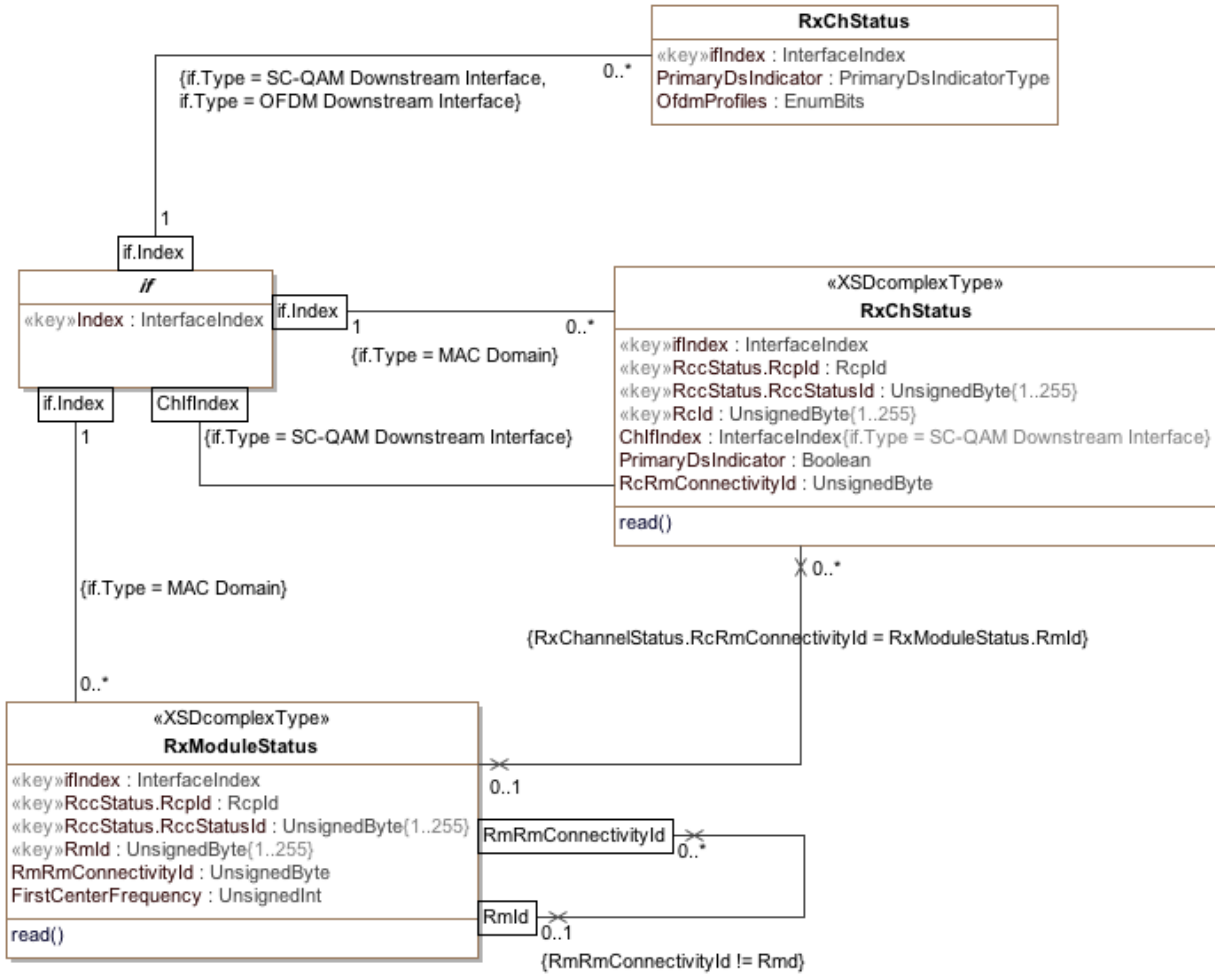 RxChStatus
«key»ifIndex : InterfaceIndex
PrimaryDsIndicator : PrimaryDsIndicatorType
OfdmProfiles : EnumBits
{if.Type = SC-QAM Downstream Interface,
if.Type = OFDM Downstream Interface}
0..*
1
if.Index
if
«key»Index : InterfaceIndex
if.Index
1
0..*
{if.Type = MAC Domain}
«XSDcomplexType»
RxChStatus
«key»ifIndex : InterfaceIndex
«key»RccStatus.RcpId : RcpId
«key»RccStatus.RccStatusId : UnsignedByte{1..255}
«key»RcId : UnsignedByte{1..255}
ChIfIndex : InterfaceIndex{if.Type = SC-QAM Downstream Interface}
PrimaryDsIndicator : Boolean
RcRmConnectivityId : UnsignedByte
read()
if.Index
ChIfIndex
1
{if.Type = SC-QAM Downstream Interface}
{if.Type = MAC Domain}
0..*
0..*
{RxChannelStatus.RcRmConnectivityId = RxModuleStatus.RmId}
0..1
«XSDcomplexType»
RxModuleStatus
«key»ifIndex : InterfaceIndex
«key»RccStatus.RcpId : RcpId
«key»RccStatus.RccStatusId : UnsignedByte{1..255}
«key»RmId : UnsignedByte{1..255}
RmRmConnectivityId : UnsignedByte
FirstCenterFrequency : UnsignedInt
read()
RmRmConnectivityId
0..*
RmId
0..1
{RmRmConnectivityId != Rmd}